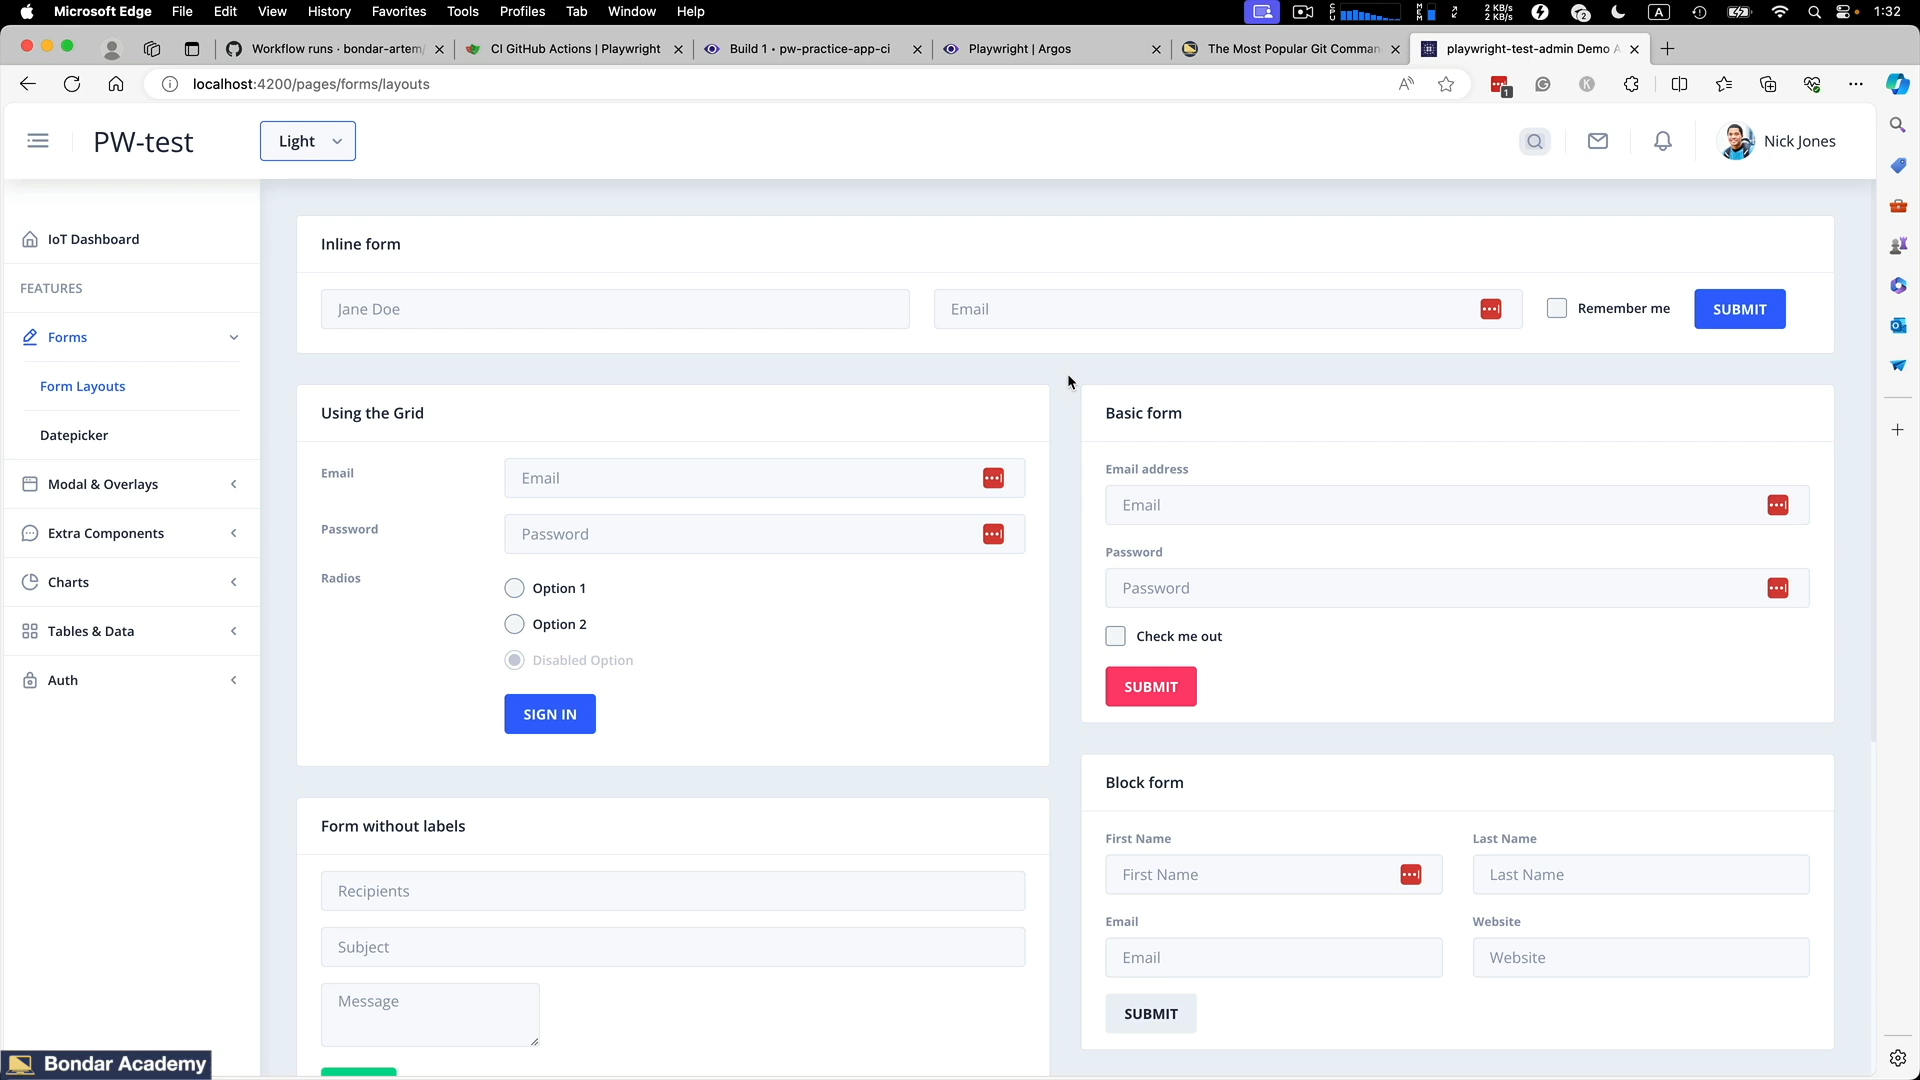 Microsoft Edge File Edit View History Favorites Tools Profiles Tab Window Help 2 KB/s 2 KB/s 2 A 1:32
Workflow runs · bondar-artem/ CI GitHub Actions | Playwright Build 1 • pw-practice-app-ci Playwright | Argos The Most Popular Git Comman playwright-test-admin Demo A
localhost:4200/pages/forms/layouts
1
PW-test
Light
Nick Jones
IoT Dashboard
FEATURES
Forms
Form Layouts
Datepicker
Modal & Overlays
Extra Components
Charts
Tables & Data
Auth
Inline form
Jane Doe Email Remember me SUBMIT
Using the Grid
Email Email
Password Password
Radios Option 1
Option 2
Disabled Option
SIGN IN
Form without labels
Recipients
Subject
Message
Basic form
Email address
Email
Password
Password
Check me out
SUBMIT
Block form
First Name Last Name
First Name Last Name
Email Website
Email Website
SUBMIT
Bondar Academy